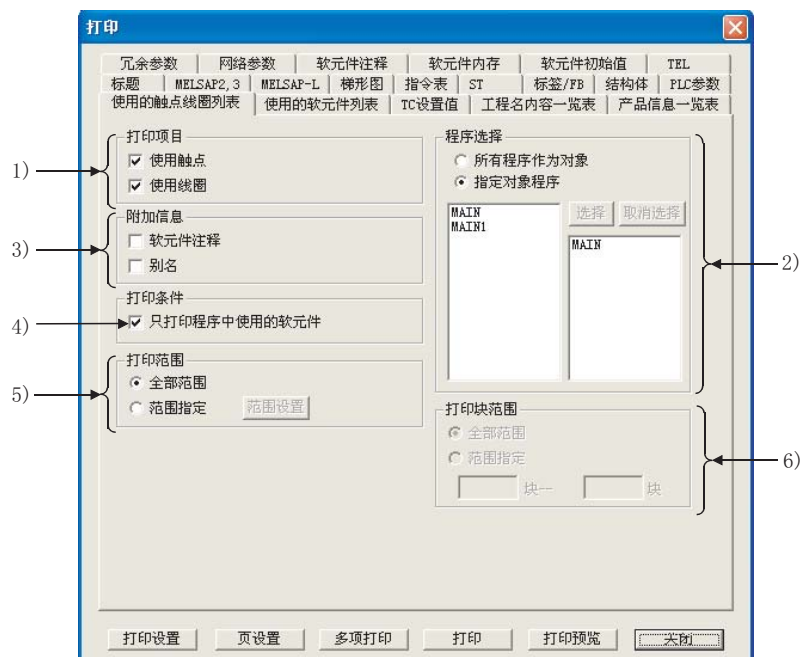 打印
冗余参数 网络参数 软元件注释 软元件内存 软元件初始值 TEL
标题 MELSAP2,3 MELSAP-L 梯形图 指令表 ST 标签/FB 结构体 PLC参数
使用的触点线圈列表 使用的软元件列表 TC设置值 工程名内容一览表 产品信息一览表
打印项目
1)
使用触点
使用线圈
附加信息
3)
软元件注释
别名
打印条件
4)
只打印程序中使用的软元件
打印范围
5)
全部范围
范围指定 范围设置
程序选择
所有程序作为对象
指定对象程序
MAIN
MAIN1
选择 取消选择
MAIN
2)
打印块范围
全部范围
范围指定
块-- 块
6)
打印设置 页设置 多项打印 打印 打印预览 关闭